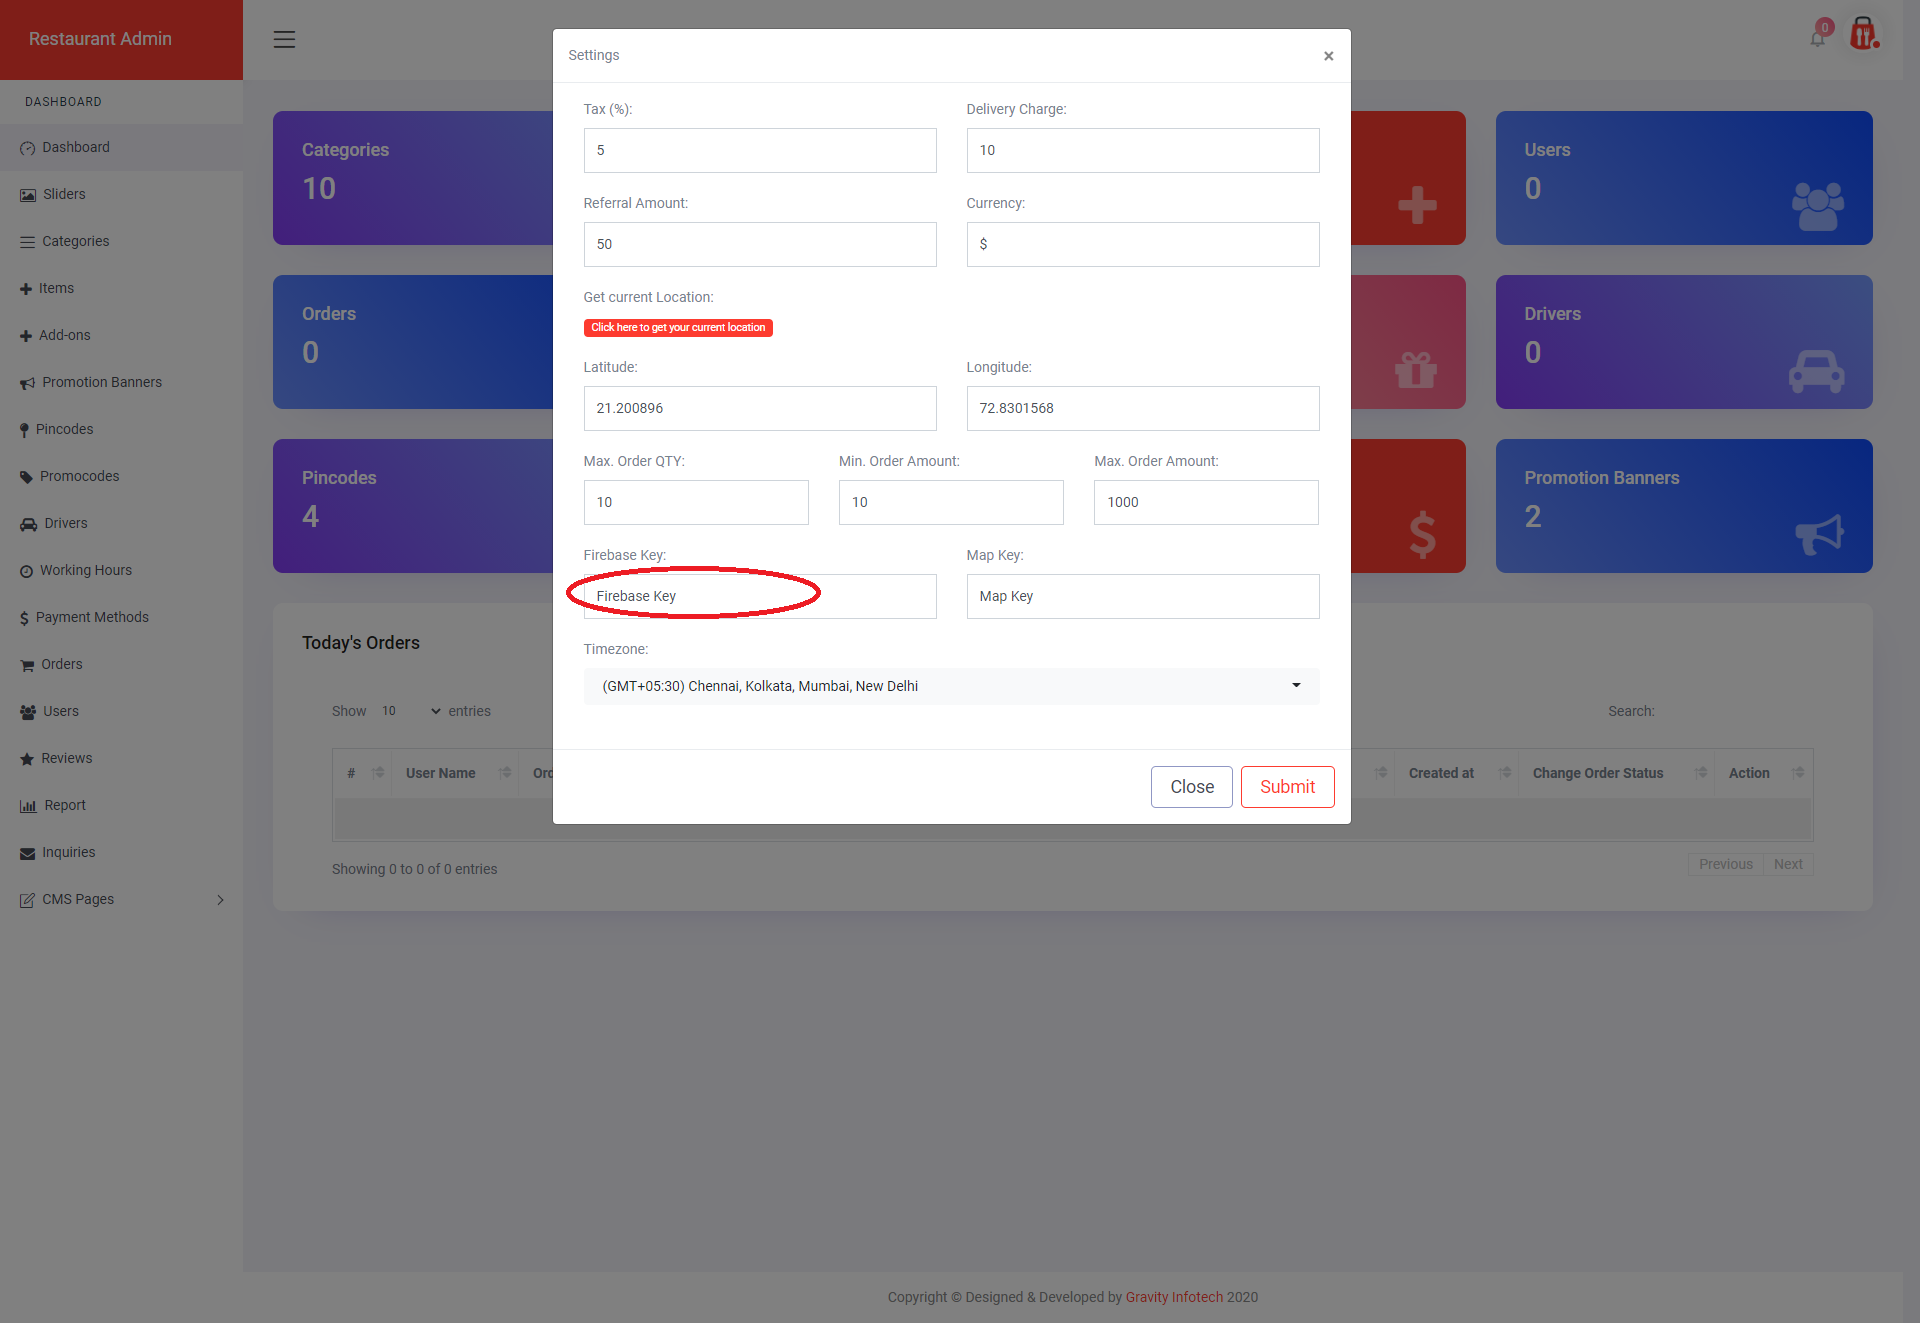 Restaurant Admin
0
DASHBOARD
Dashboard
Sliders
Categories
Items
Add-ons
Promotion Banners
Pincodes
Promocodes
Drivers
Working Hours
Payment Methods
Orders
Users
Reviews
Report
Inquiries
CMS Pages
Categories
10
Users
0
Orders
0
Drivers
0
Pincodes
4
Promotion Banners
2
Settings
×
Tax (%):
Delivery Charge:
5
10
Referral Amount:
Currency:
50
$
Get current Location:
Click here to get your current location
Latitude:
Longitude:
21.200896
72.8301568
Max. Order QTY:
Min. Order Amount:
Max. Order Amount:
10
10
1000
Firebase Key:
Map Key:
Firebase Key
Map Key
Timezone:
(GMT+05:30) Chennai, Kolkata, Mumbai, New Delhi
Close
Submit
Today's Orders
Show 10 entries
Search:
# User Name Ord Created at Change Order Status Action
Showing 0 to 0 of 0 entries
Previous Next
Copyright © Designed & Developed by Gravity Infotech 2020